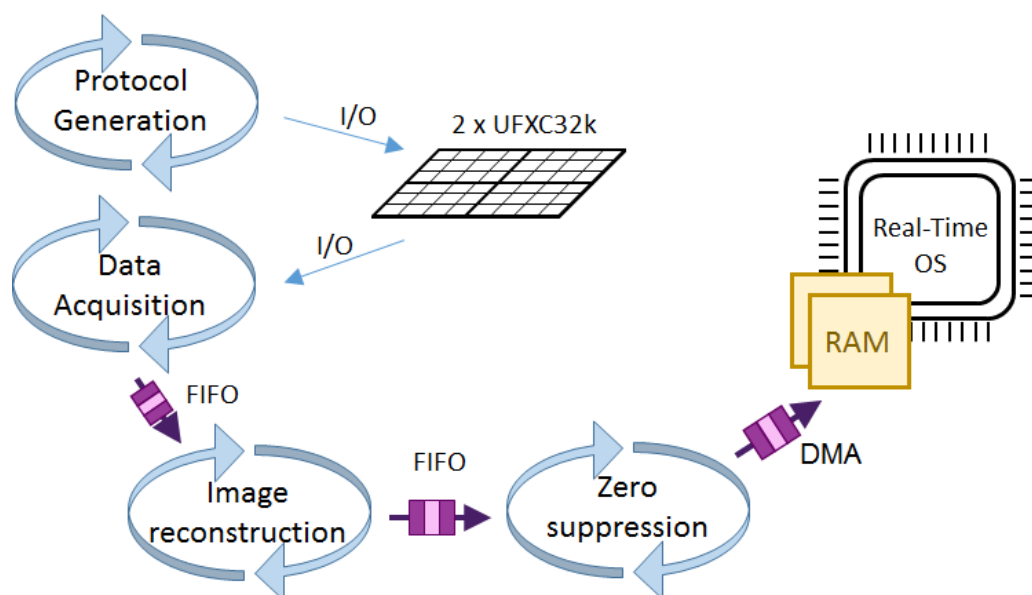 Protocol
Generation
I/O
2 x UFXC32k
Real-Time
OS
I/O
Data
Acquisition
RAM
FIFO
FIFO
DMA
Image
reconstruction
Zero
suppression